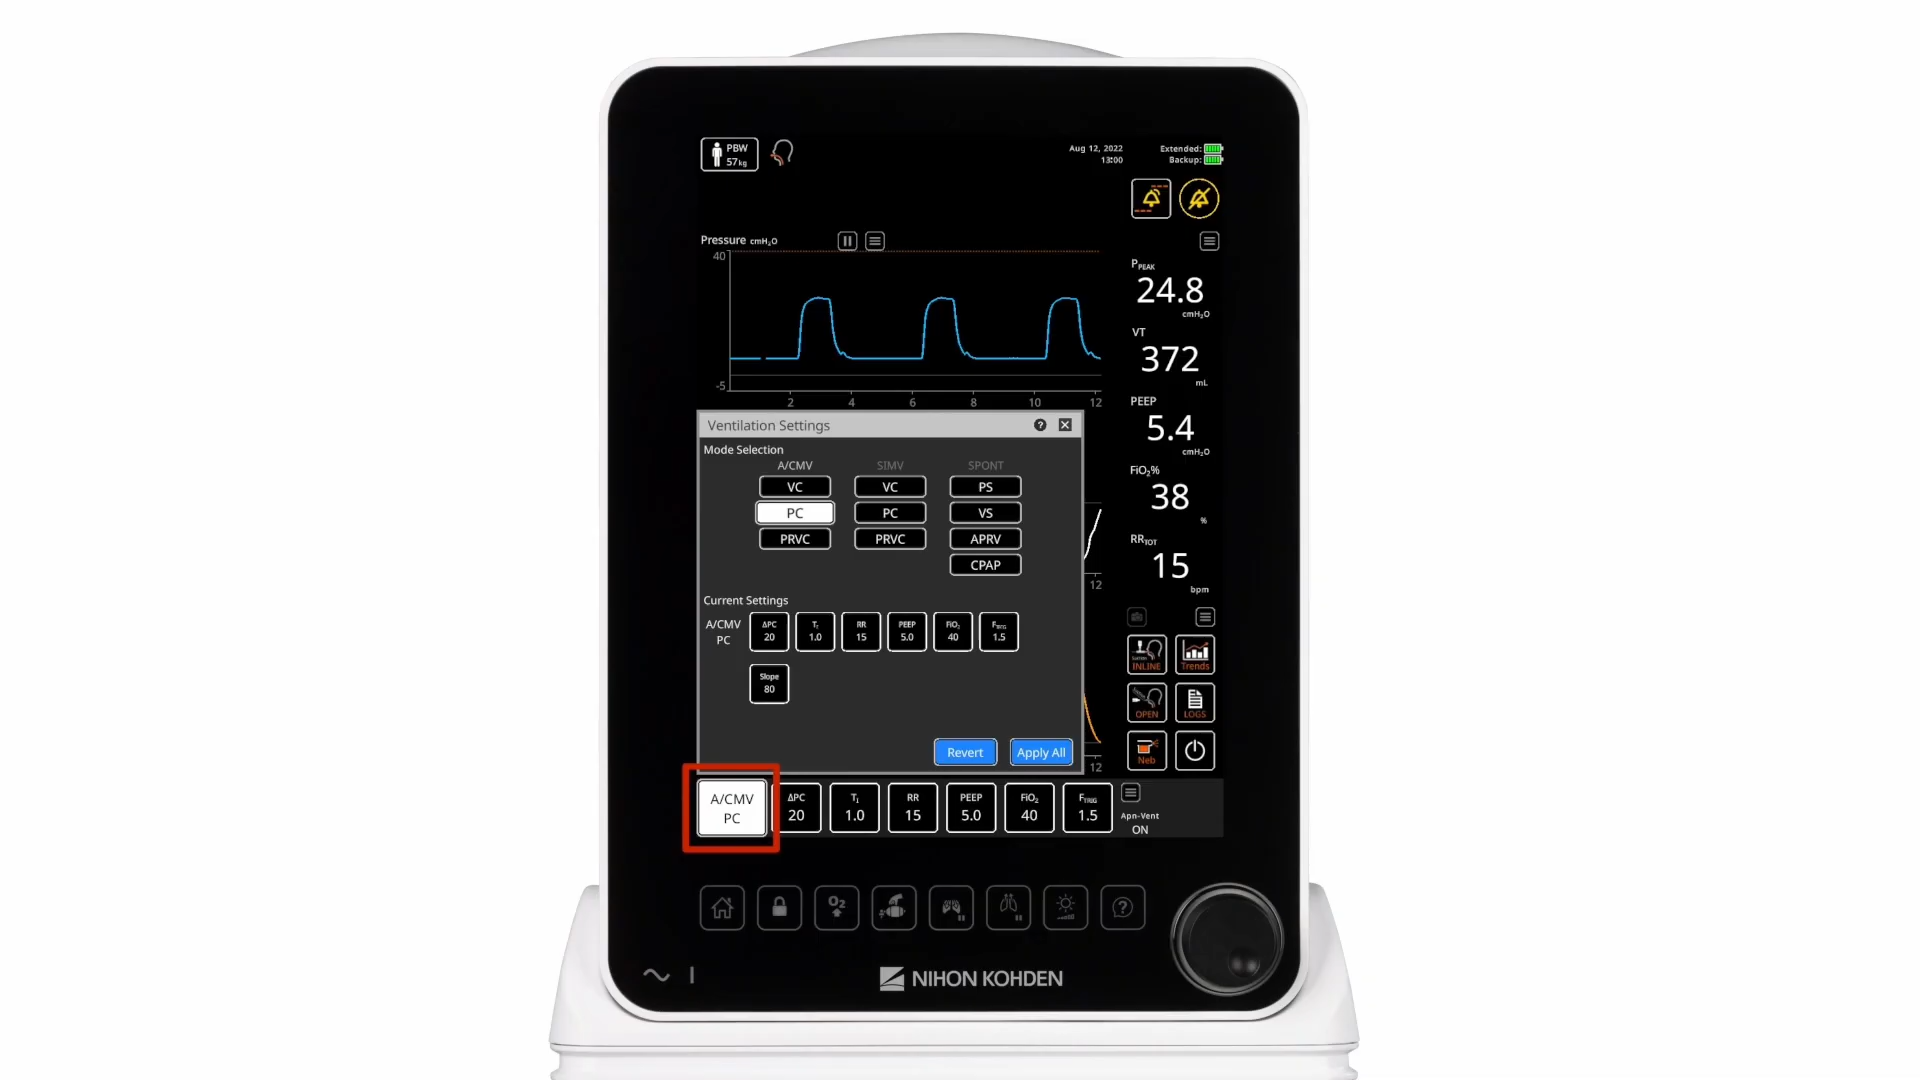 PBW
57 kg
Aug 12, 2022
13:00
Extended:
Backup:
Pressure cmH₂O
40
-5
2 4 6 8 10 12
PPEAK
24.8
cmH₂O
VT
372
mL
PEEP
5.4
cmH₂O
FiO₂%
38
%
RRTOT
15
bpm
Ventilation Settings
?
Mode Selection
A/CMV SIMV SPONT
VC VC PS
PC PC VS
PRVC PRVC APRV
CPAP
12
Current Settings
A/CMV
PC
ΔPC
20
TI
1.0
RR
15
PEEP
5.0
FiO₂
40
FTRIG
1.5
Slope
80
Revert
Apply All
12
INLINE
Trends
OPEN
LOGS
Neb
A/CMV
PC
ΔPC
20
TI
1.0
RR
15
PEEP
5.0
FiO₂
40
FTRIG
1.5
Apn-Vent
ON
O₂
?
NIHON KOHDEN